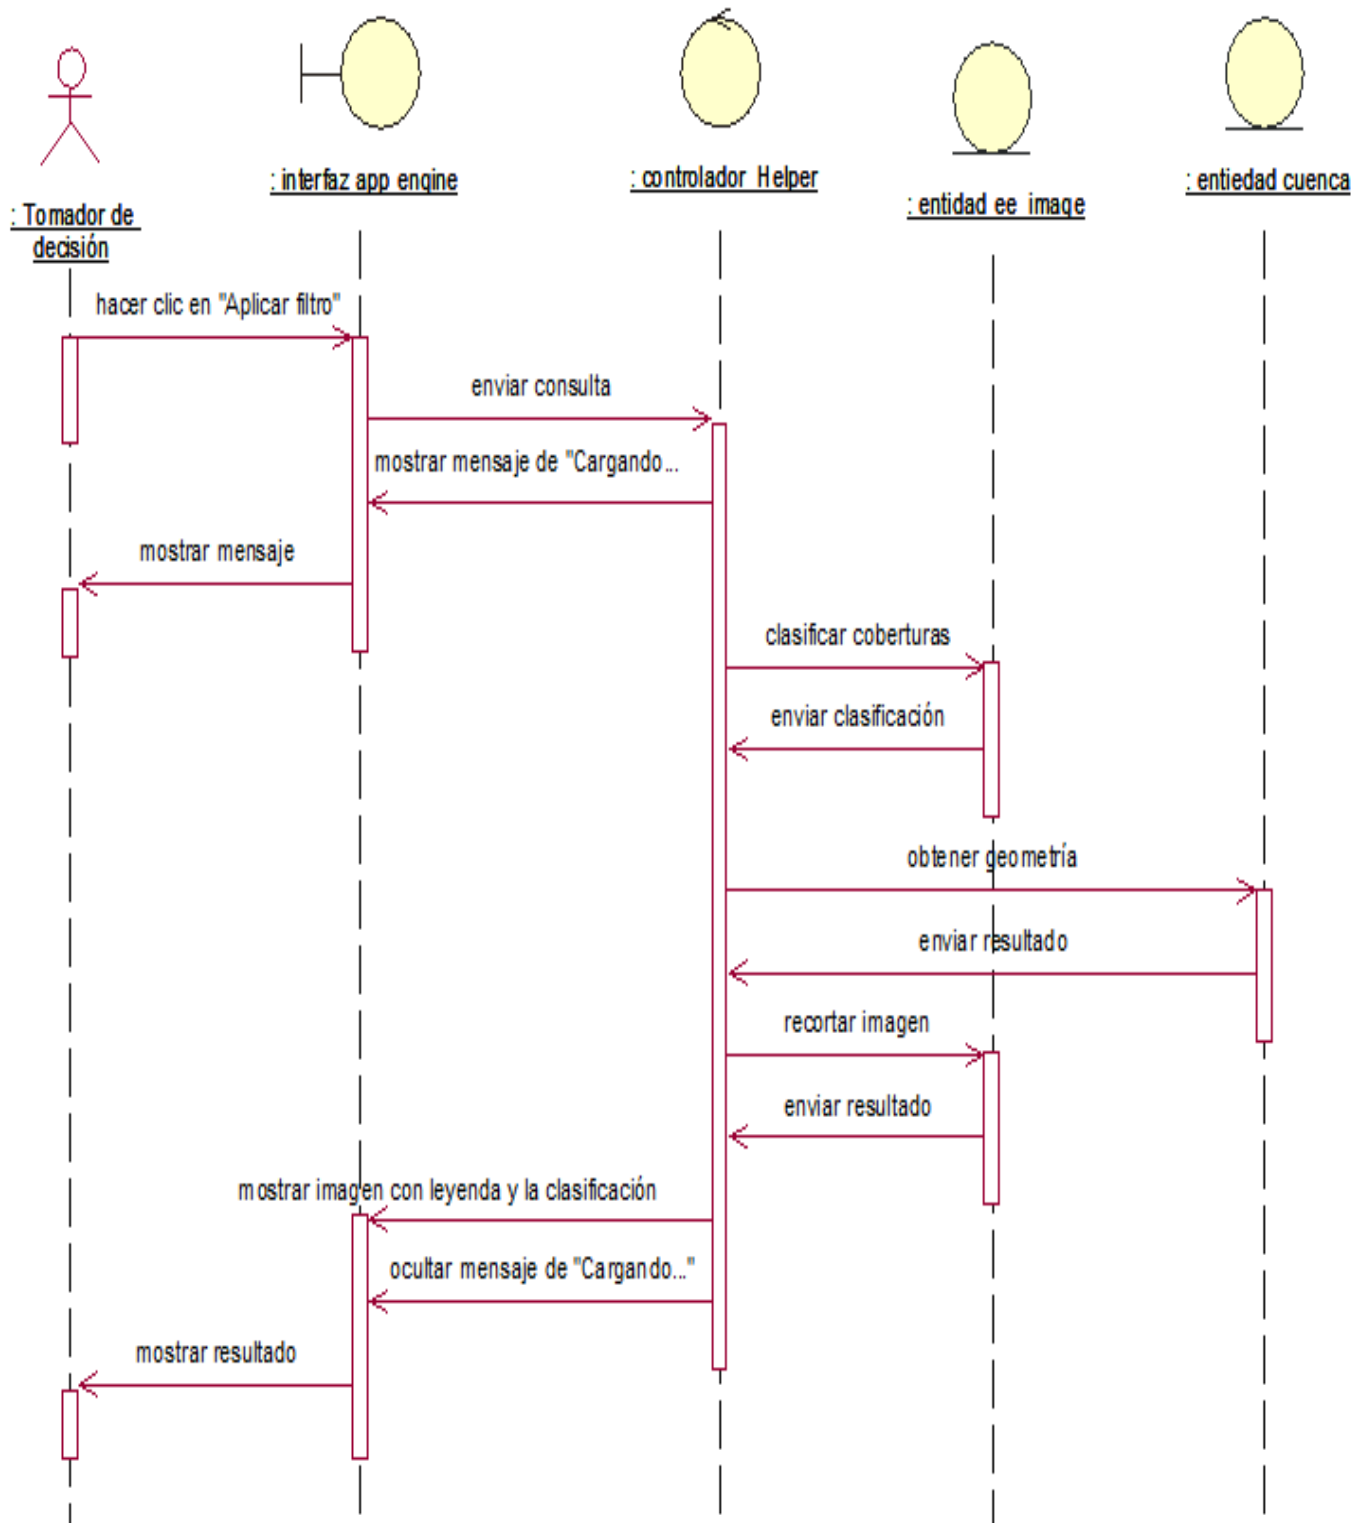 : interfaz app engine
: controlador Helper
: entidad ee image
: entiedad cuenca
: Tomador de
decisión
hacer clic en "Aplicar filtro"
enviar consulta
mostrar mensaje de "Cargando...
mostrar mensaje
clasificar coberturas
enviar clasificación
obtener geometría
enviar resultado
recortar imagen
enviar resultado
mostrar imagen con leyenda y la clasificación
ocultar mensaje de "Cargando..."
mostrar resultado